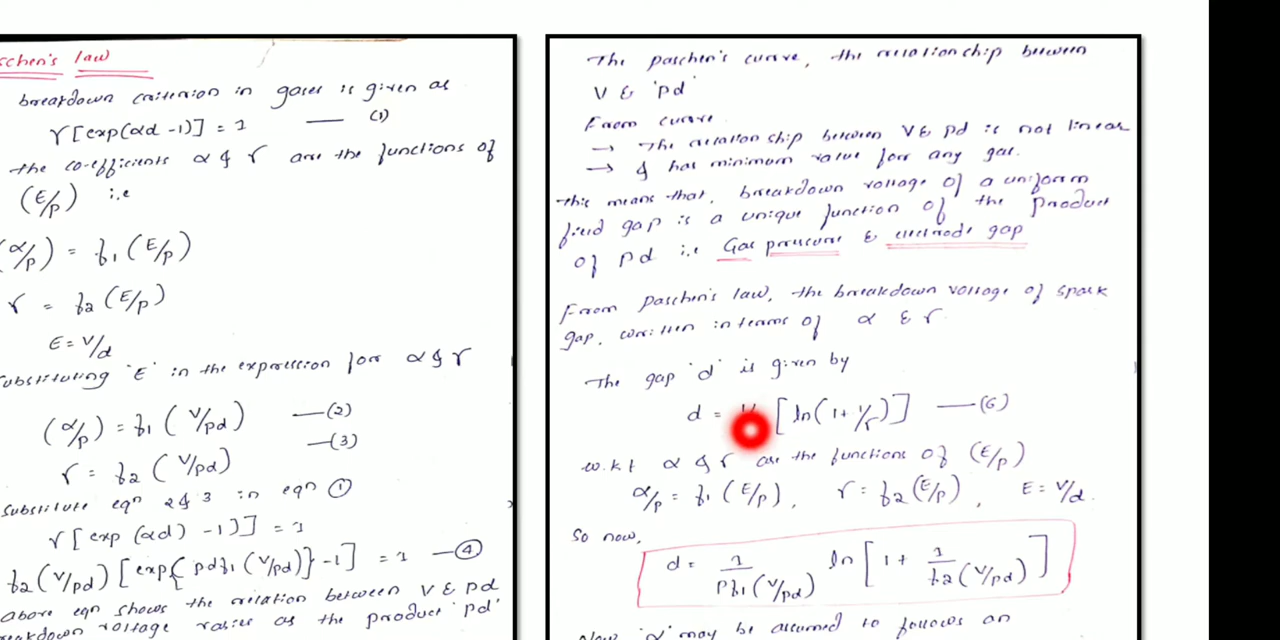 schen's law
breakdown criterion in gases is given as
γ[exp(αd -1)] = 1 — (1)
the co-efficients α & γ are the functions of
(E/p) i.e
(α/p) = f1 (E/p)
γ = f2 (E/p)
E = V/d
substituting 'E' in the expression for α & γ
(α/p) = f1 (V/pd) — (2)
γ = f2 (V/pd) — (3)
substitute eqn 2 & 3 in eqn ①
γ[exp (αd) -1)] = 1
f2(V/pd) [exp{pdf1(V/pd)} -1] = 1 — ④
above eqn shows the relation between V & pd
reakdown voltage varies as the product 'pd'
The paschen's curve, the relationship between
V & 'pd'
From curve
→ The relationship between V & pd is not linear
→ & has minimum value for any gas.
this means that, breakdown voltage of a uniform
field gap is a unique function of the product
of pd i.e Gas pressure & electrode gap
From paschen's law, the breakdown voltage of spark
gap, written in terms of α & γ
The gap 'd' is given by
d = [ln(1+1/γ)] — (6)
w.k.t α & γ are the functions of (E/p)
α/p = f1 (E/p), γ = f2(E/p), E = V/d.
So now,
d = 1/Pf1(V/pd) ln [1 + 1/f2(V/pd)]
Now 'α' may be assumed to follows an